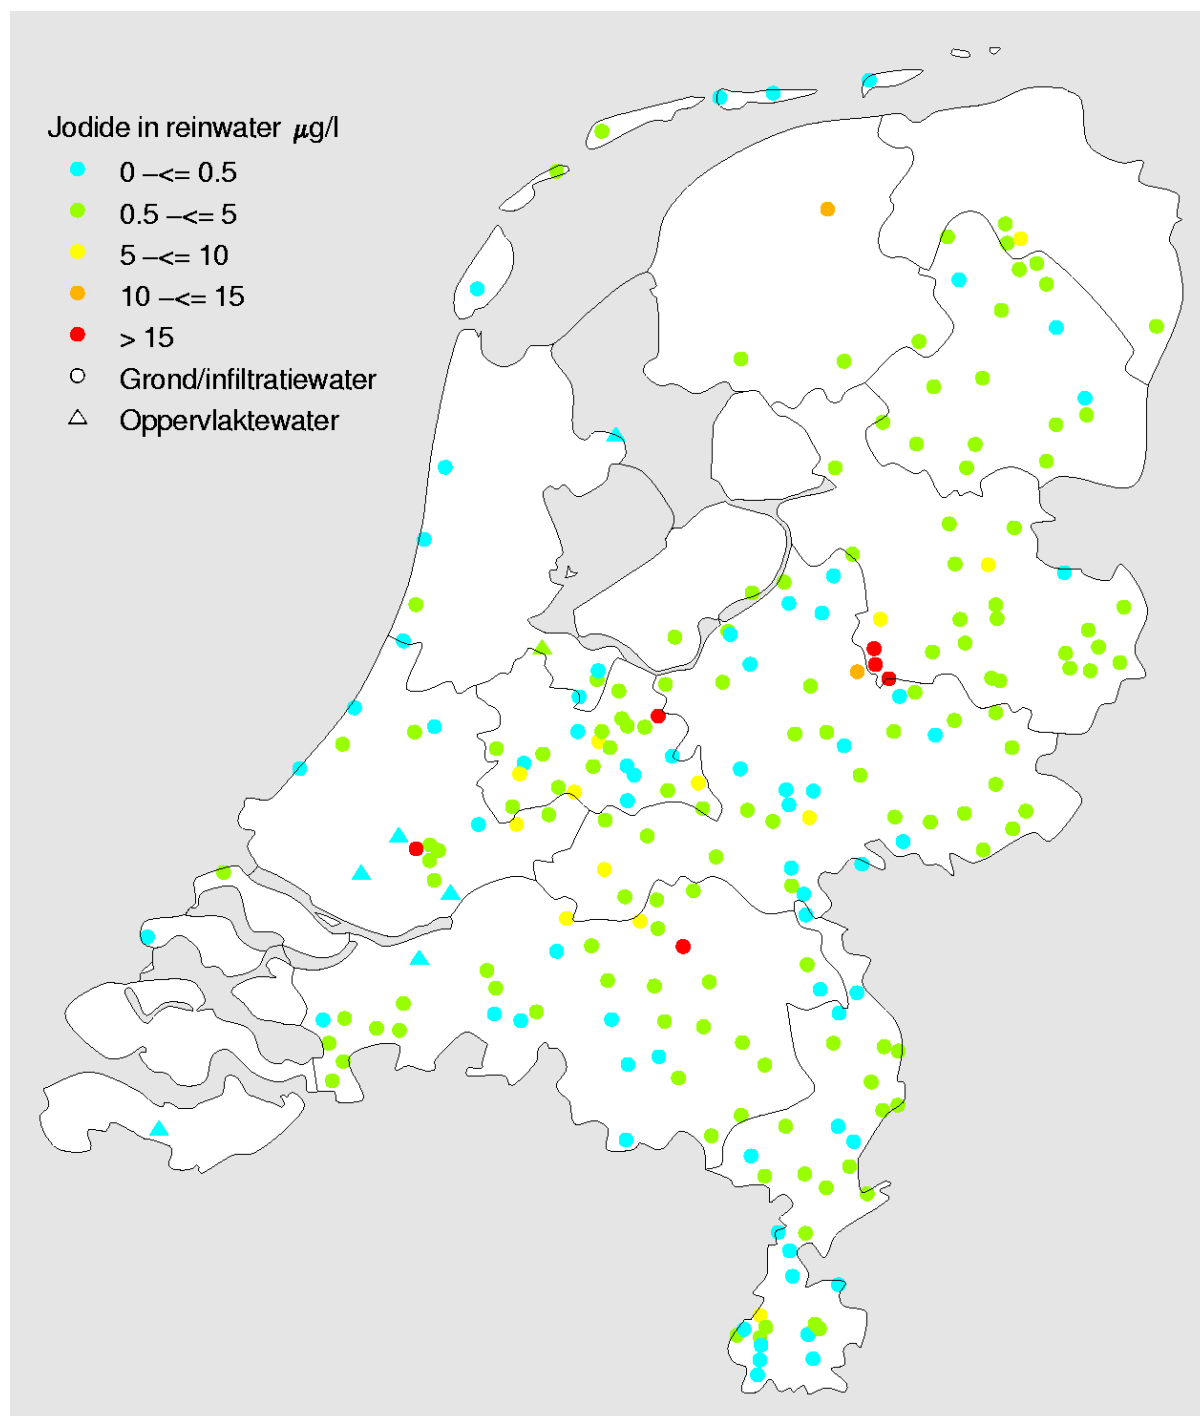 Jodide in reinwater µg/l
0 –<= 0.5
0.5 –<= 5
5 –<= 10
10 –<= 15
> 15
Grond/infiltratiewater
Oppervlaktewater